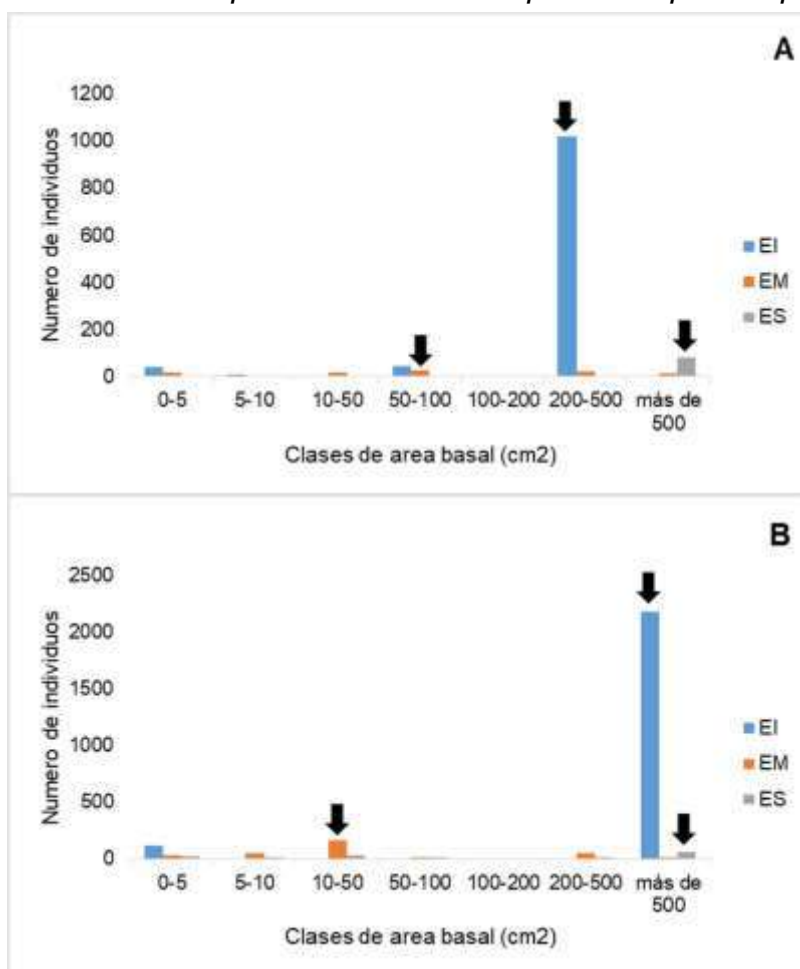 A
1200
1000
800
600
400
200
0
Numero de individuos
EI
EM
ES
0-5 5-10 10-50 50-100 100-200 200-500 más de 500
Clases de area basal (cm2)
B
2500
2000
1500
1000
500
0
Numero de individuos
EI
EM
ES
0-5 5-10 10-50 50-100 100-200 200-500 más de 500
Clases de area basal (cm2)